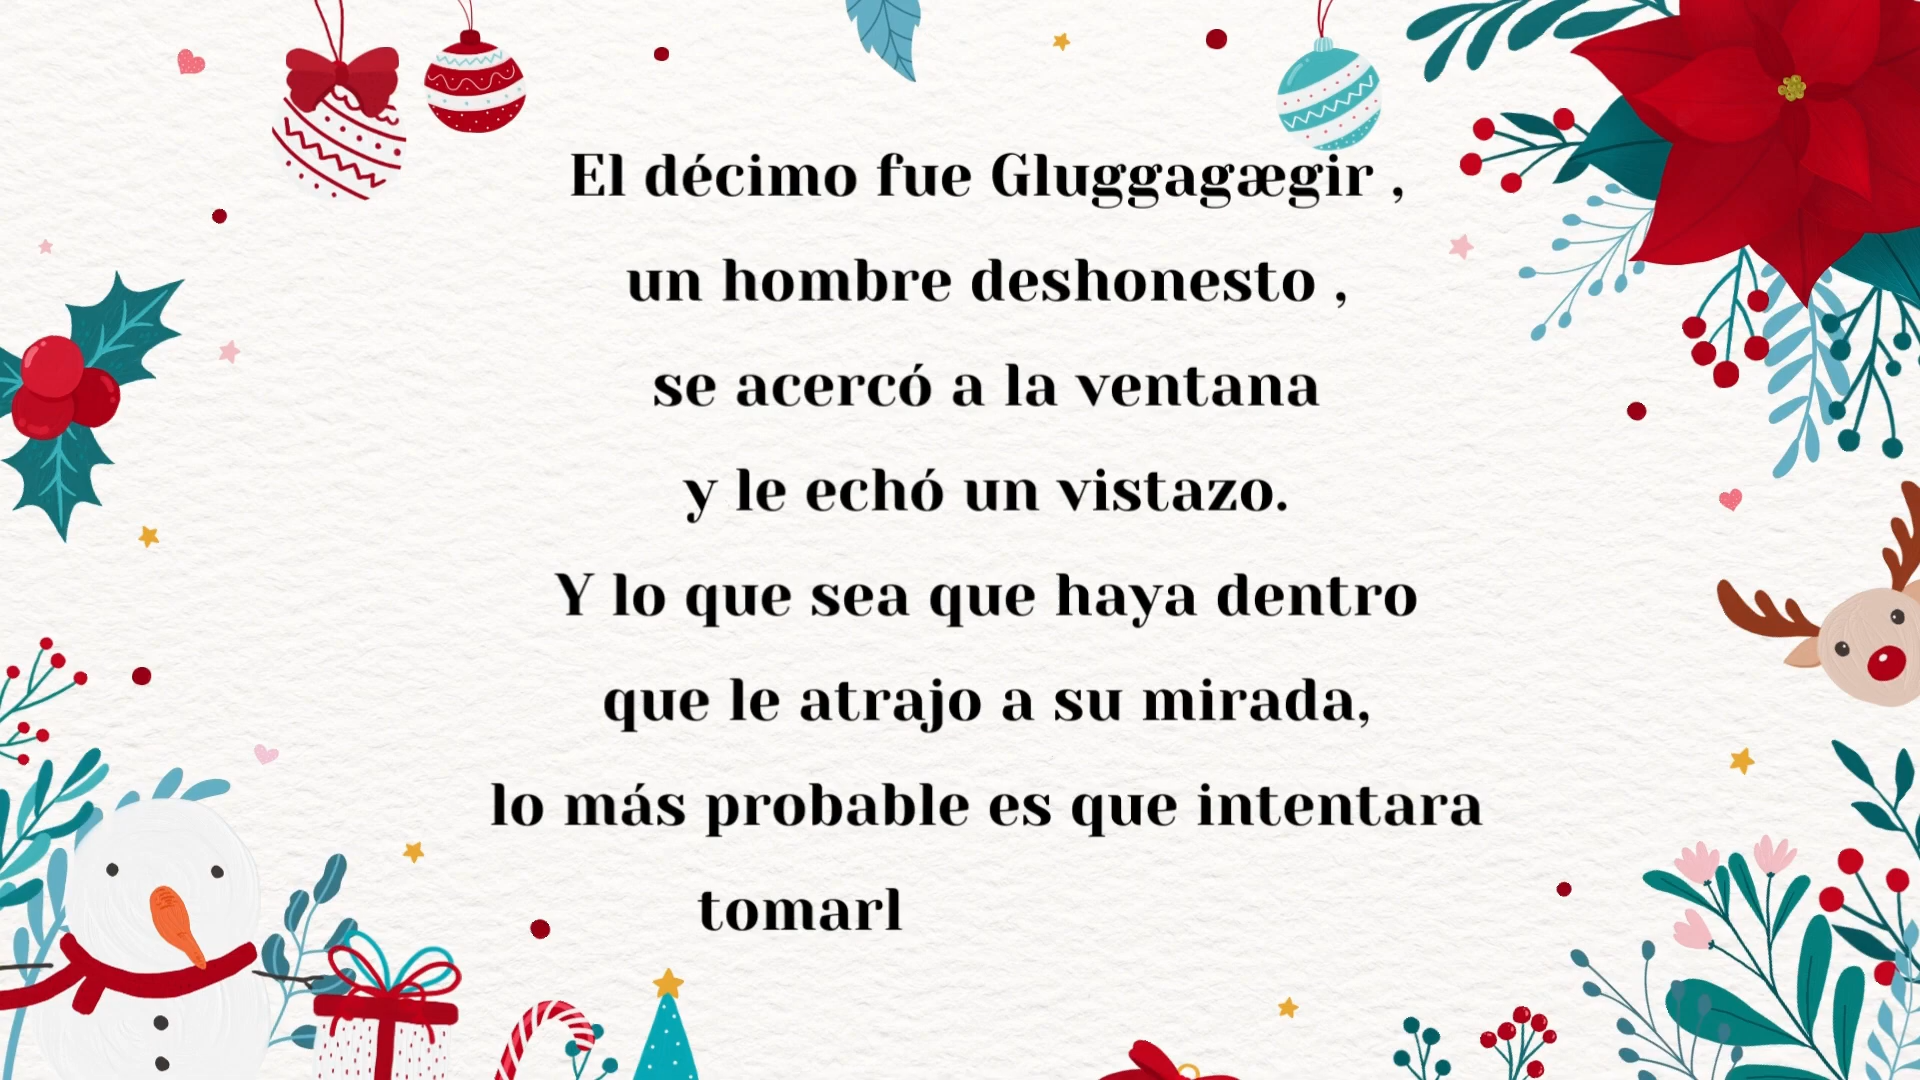 El décimo fue Gluggagægir ,
un hombre deshonesto ,
se acercó a la ventana
y le echó un vistazo.
Y lo que sea que haya dentro
que le atrajo a su mirada,
lo más probable es que intentara
tomarl